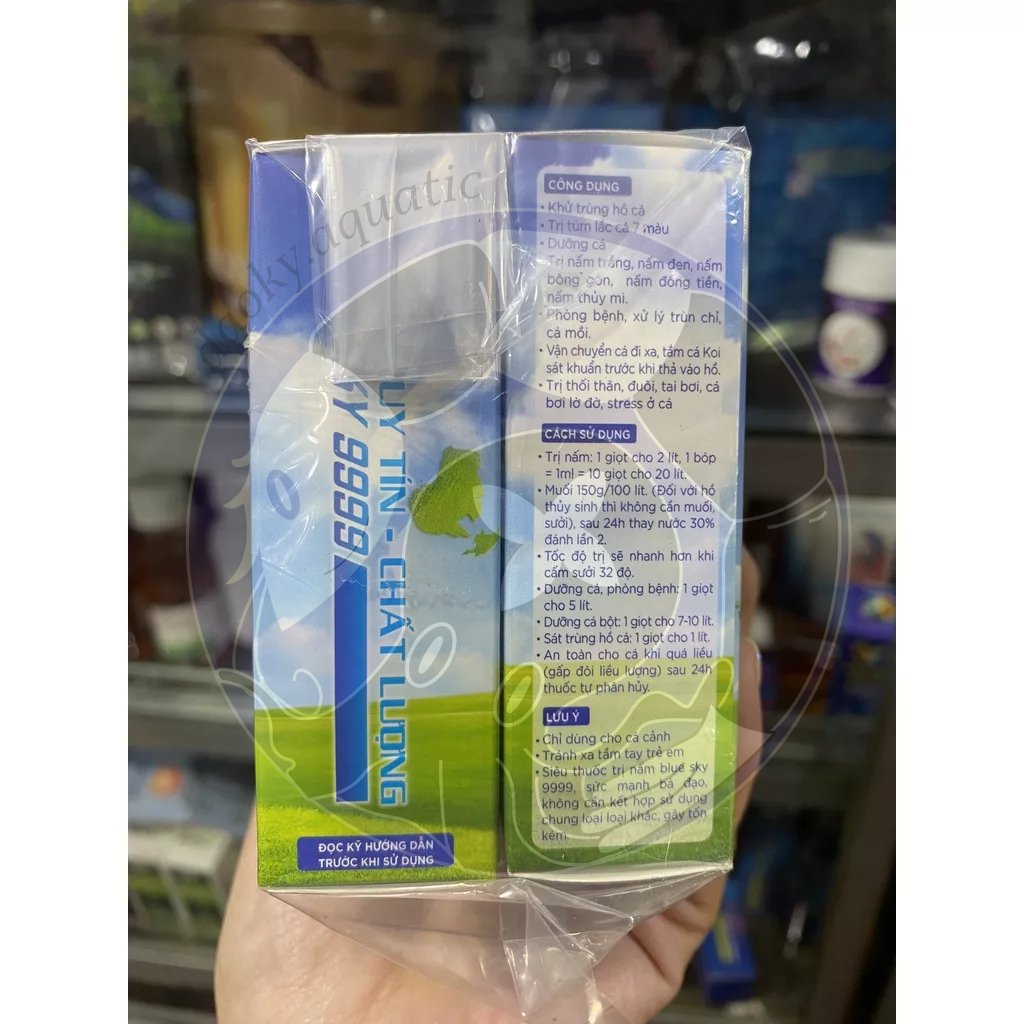 ooky.aquatic
UY TÍN - CHẤT LƯỢNG
KY 9999
ĐỌC KỸ HƯỚNG DẪN
TRƯỚC KHI SỬ DỤNG
CÔNG DỤNG
• Khử trùng hồ cá
• Trị túm lắc cá 7 màu
• Dưỡng cá
• Trị nấm trắng, nấm đen, nấm
bông gòn, nấm đồng tiền,
nấm thủy mi.
• Phòng bệnh, xử lý trùn chỉ,
cá mồi.
• Vận chuyển cá đi xa, tắm cá Koi
sát khuẩn trước khi thả vào hồ.
• Trị thối thân, đuôi, tai bơi, cá
bơi lờ đờ, stress ở cá
CÁCH SỬ DỤNG
• Trị nấm: 1 giọt cho 2 lít, 1 bóp
= 1ml = 10 giọt cho 20 lít.
• Muối 150g/100 lít. (Đối với hồ
thủy sinh thì không cần muối,
sưởi), sau 24h thay nước 30%
đánh lần 2.
• Tốc độ trị sẽ nhanh hơn khi
cắm sưởi 32 độ.
• Dưỡng cá, phòng bệnh: 1 giọt
cho 5 lít.
• Dưỡng cá bột: 1 giọt cho 7-10 lít.
• Sát trùng hồ cá: 1 giọt cho 1 lít.
• An toàn cho cá khi quá liều
(gấp đôi liều lượng) sau 24h
thuốc tự phân hủy.
LƯU Ý
• Chỉ dùng cho cá cảnh
• Tránh xa tầm tay trẻ em
• Siêu thuốc trị nấm blue sky
9999, sức mạnh bá đạo,
không cần kết hợp sử dụng
chung loại loại khác, gây tốn
kém.